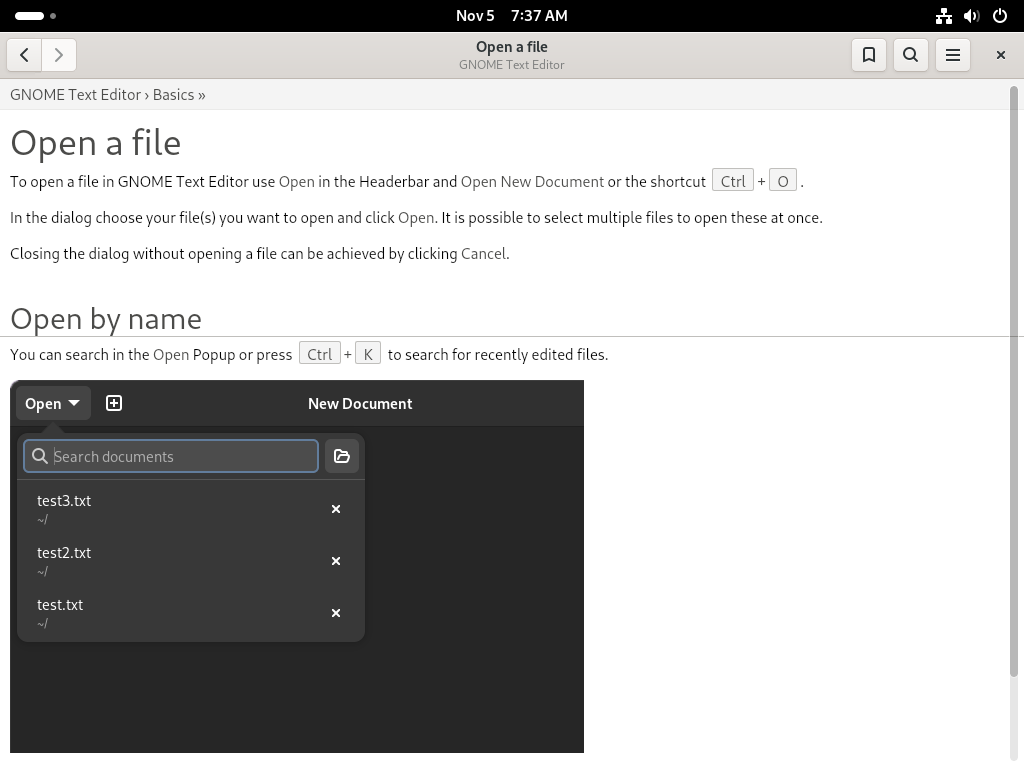 Nov 5 7:37 AM
Open a file
GNOME Text Editor
GNOME Text Editor › Basics »
Open a file
To open a file in GNOME Text Editor use Open in the Headerbar and Open New Document or the shortcut Ctrl + O .
In the dialog choose your file(s) you want to open and click Open. It is possible to select multiple files to open these at once.
Closing the dialog without opening a file can be achieved by clicking Cancel.
Open by name
You can search in the Open Popup or press Ctrl + K to search for recently edited files.
Open New Document
Search documents
test3.txt
~/
test2.txt
~/
test.txt
~/